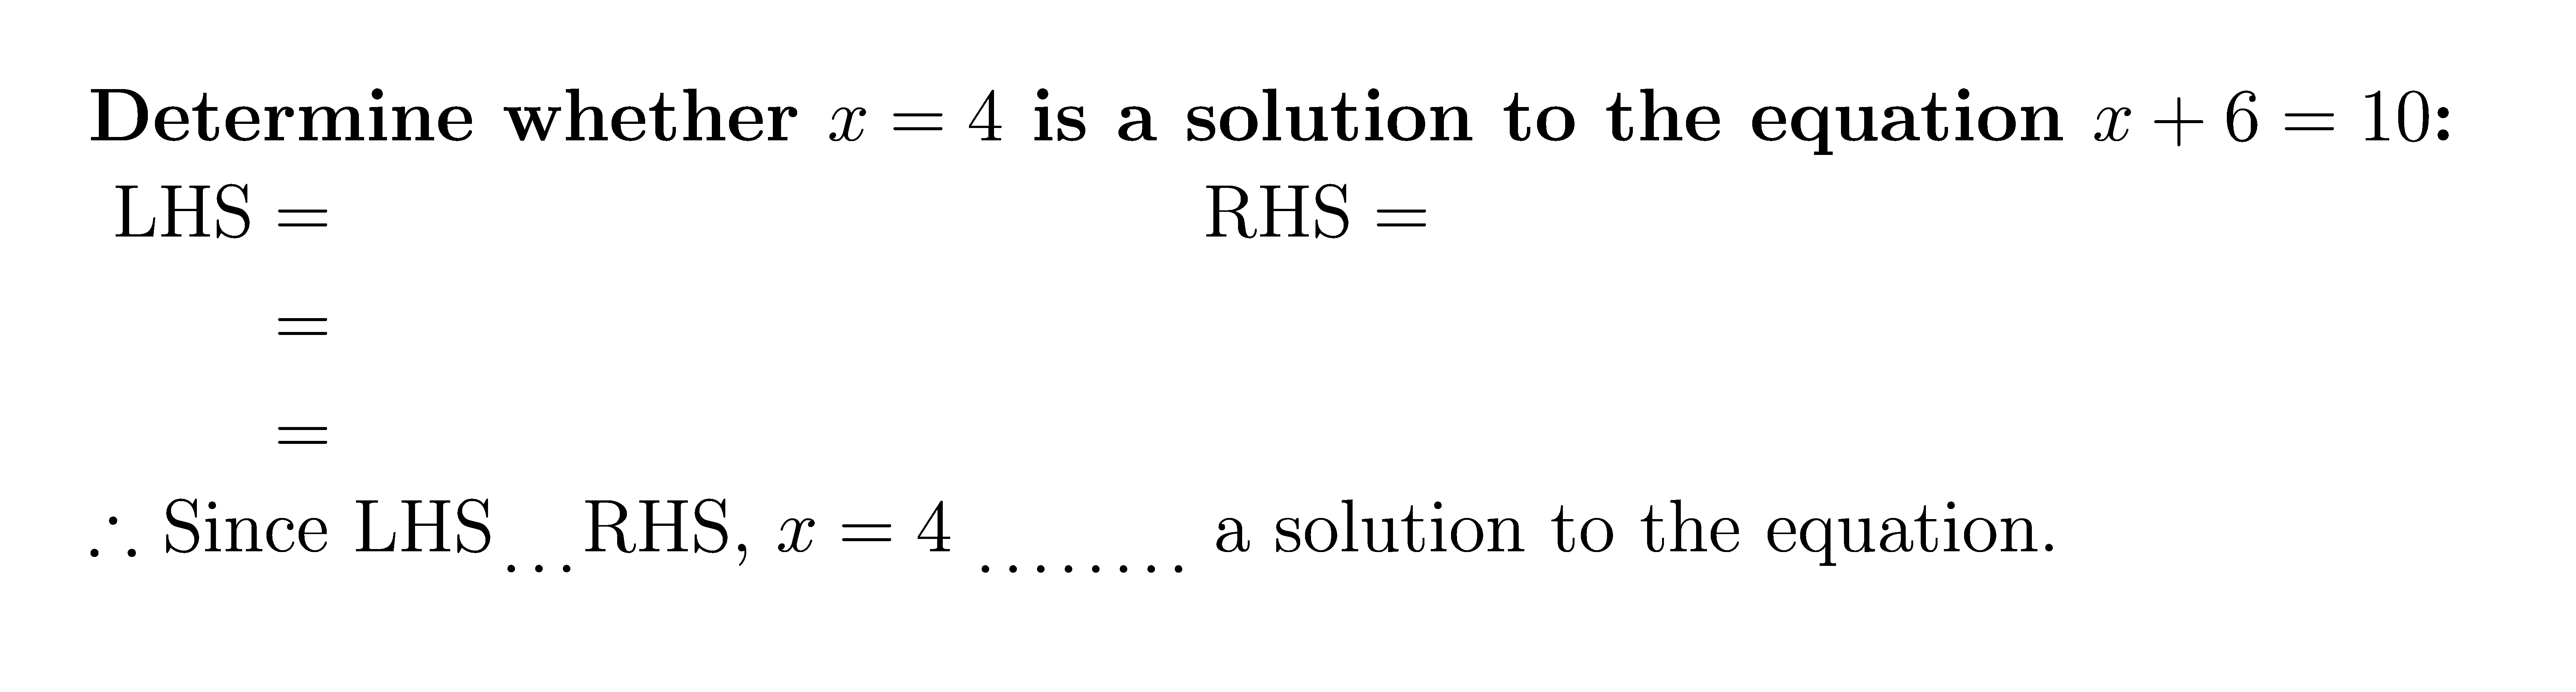 Determine whether x = 4 is a solution to the equation x + 6 = 10:
LHS = RHS =
=
=
∴ Since LHS ... RHS, x = 4 ........ a solution to the equation.